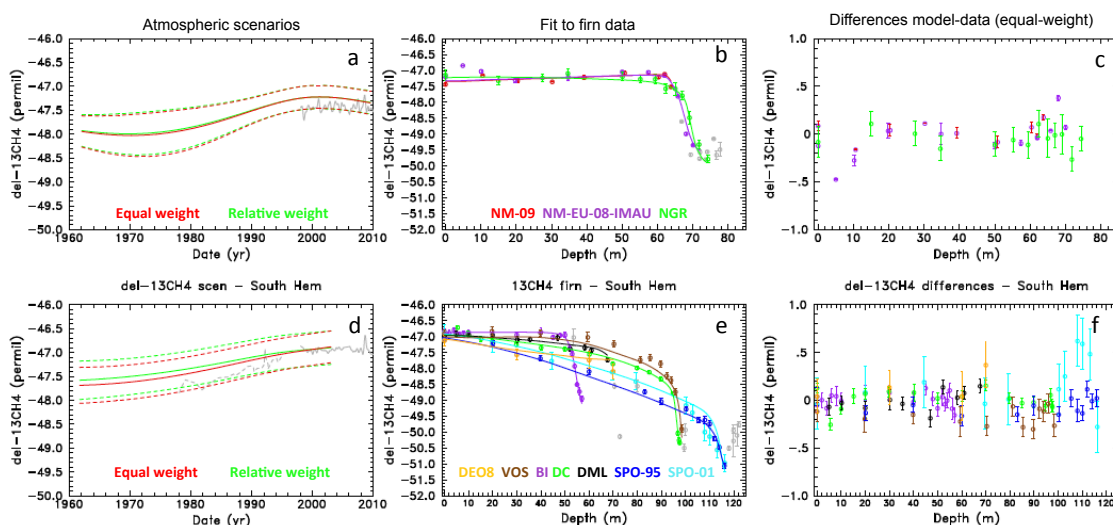 Atmospheric scenarios
Fit to firn data
Differences model-data (equal-weight)
del-13CH4 (permil)
-46.0
-46.5
-47.0
-47.5
-48.0
-48.5
-49.0
-49.5
-50.0
a
Equal weight Relative weight
1960 1970 1980 1990 2000 2010
Date (yr)
del-13CH4 (permil)
-46.0
-46.5
-47.0
-47.5
-48.0
-48.5
-49.0
-49.5
-50.0
-50.5
-51.0
-51.5
-52.0
b
NM-09 NM-EU-08-IMAU NGR
0 10 20 30 40 50 60 70 80
Depth (m)
del-13CH4 (permil)
1.0
0.5
0
-.5
-1.0
c
0 10 20 30 40 50 60 70 80
Depth (m)
del-13CH4 scen - South Hem
13CH4 firn - South Hem
del-13CH4 differences - South Hem
del-13CH4 (permil)
-46.0
-46.5
-47.0
-47.5
-48.0
-48.5
-49.0
-49.5
-50.0
d
Equal weight Relative weight
1960 1970 1980 1990 2000 2010
Date (yr)
del-13CH4 (permil)
-46.0
-46.5
-47.0
-47.5
-48.0
-48.5
-49.0
-49.5
-50.0
-50.5
-51.0
-51.5
-52.0
e
DEO8 VOS BI DC DML SPO-95 SPO-01
0 10 20 30 40 50 60 70 80 90 100 110 120
Depth (m)
del-13CH4 (permil)
1.0
.5
0
-.5
-1.0
f
0 10 20 30 40 50 60 70 80 90 100 110 120
Depth (m)